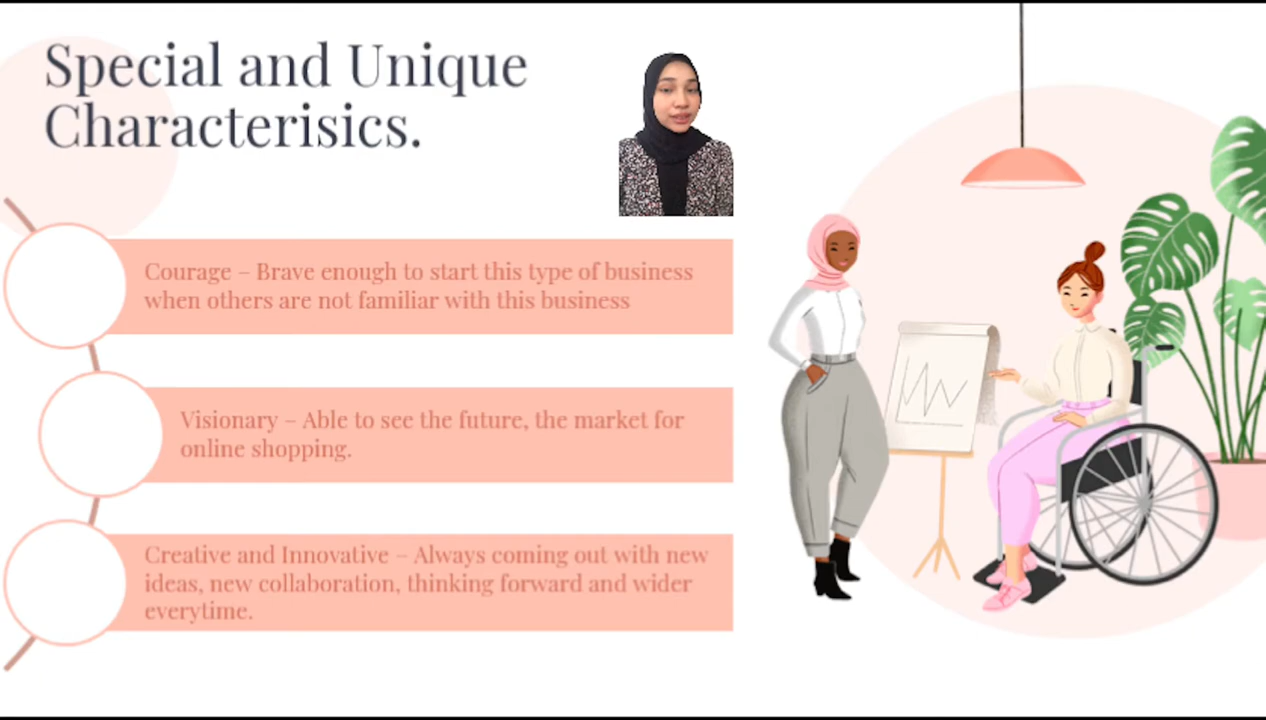 Special and Unique
Characterisics.
Courage – Brave enough to start this type of business
when others are not familiar with this business
Visionary – Able to see the future, the market for
online shopping.
Creative and Innovative – Always coming out with new
ideas, new collaboration, thinking forward and wider
everytime.